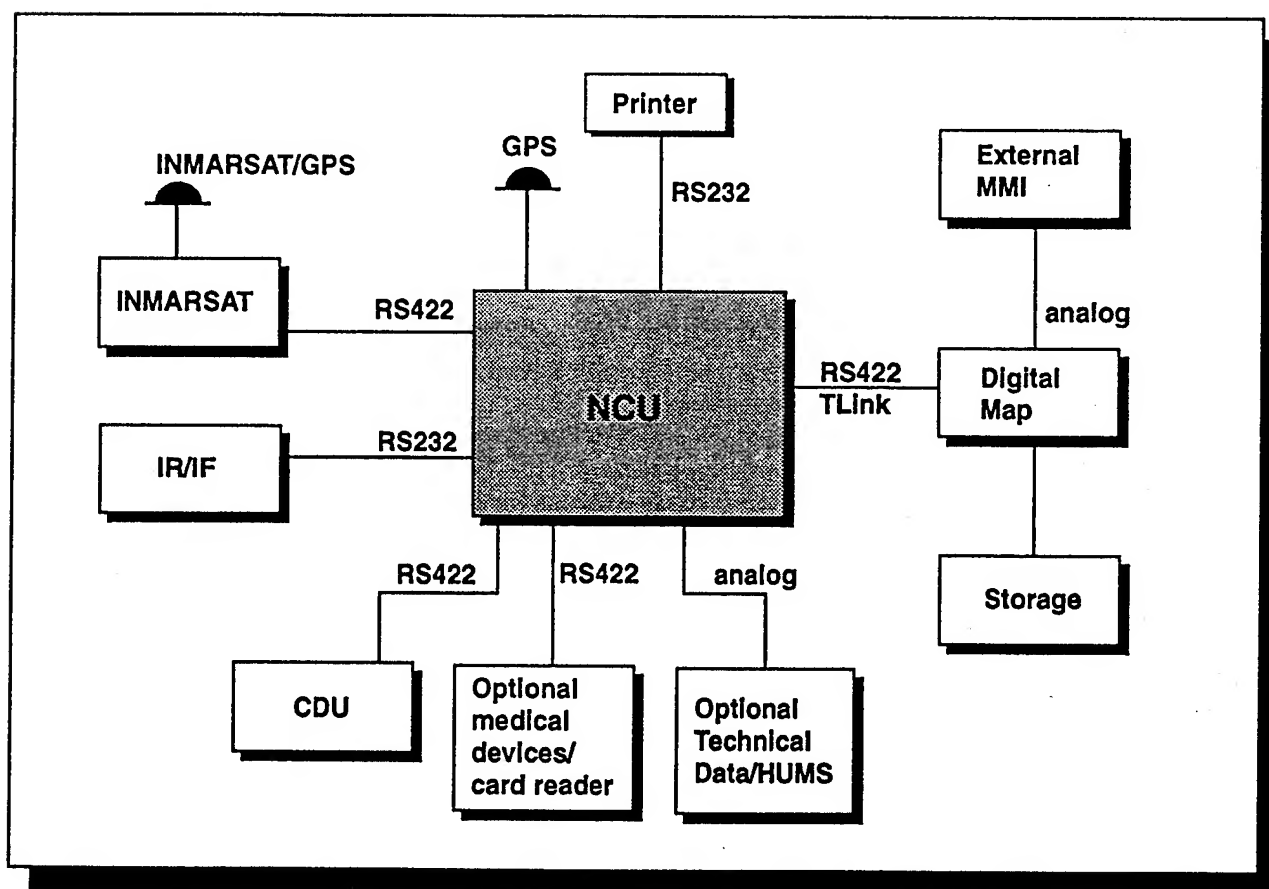 Printer
GPS
INMARSAT/GPS
External
MMI
RS232
INMARSAT
RS422
analog
RS422
TLink
Digital
Map
NCU
RS232
IR/IF
RS422
RS422
analog
Storage
CDU
Optional
medical
devices/
card reader
Optional
Technical
Data/HUMS